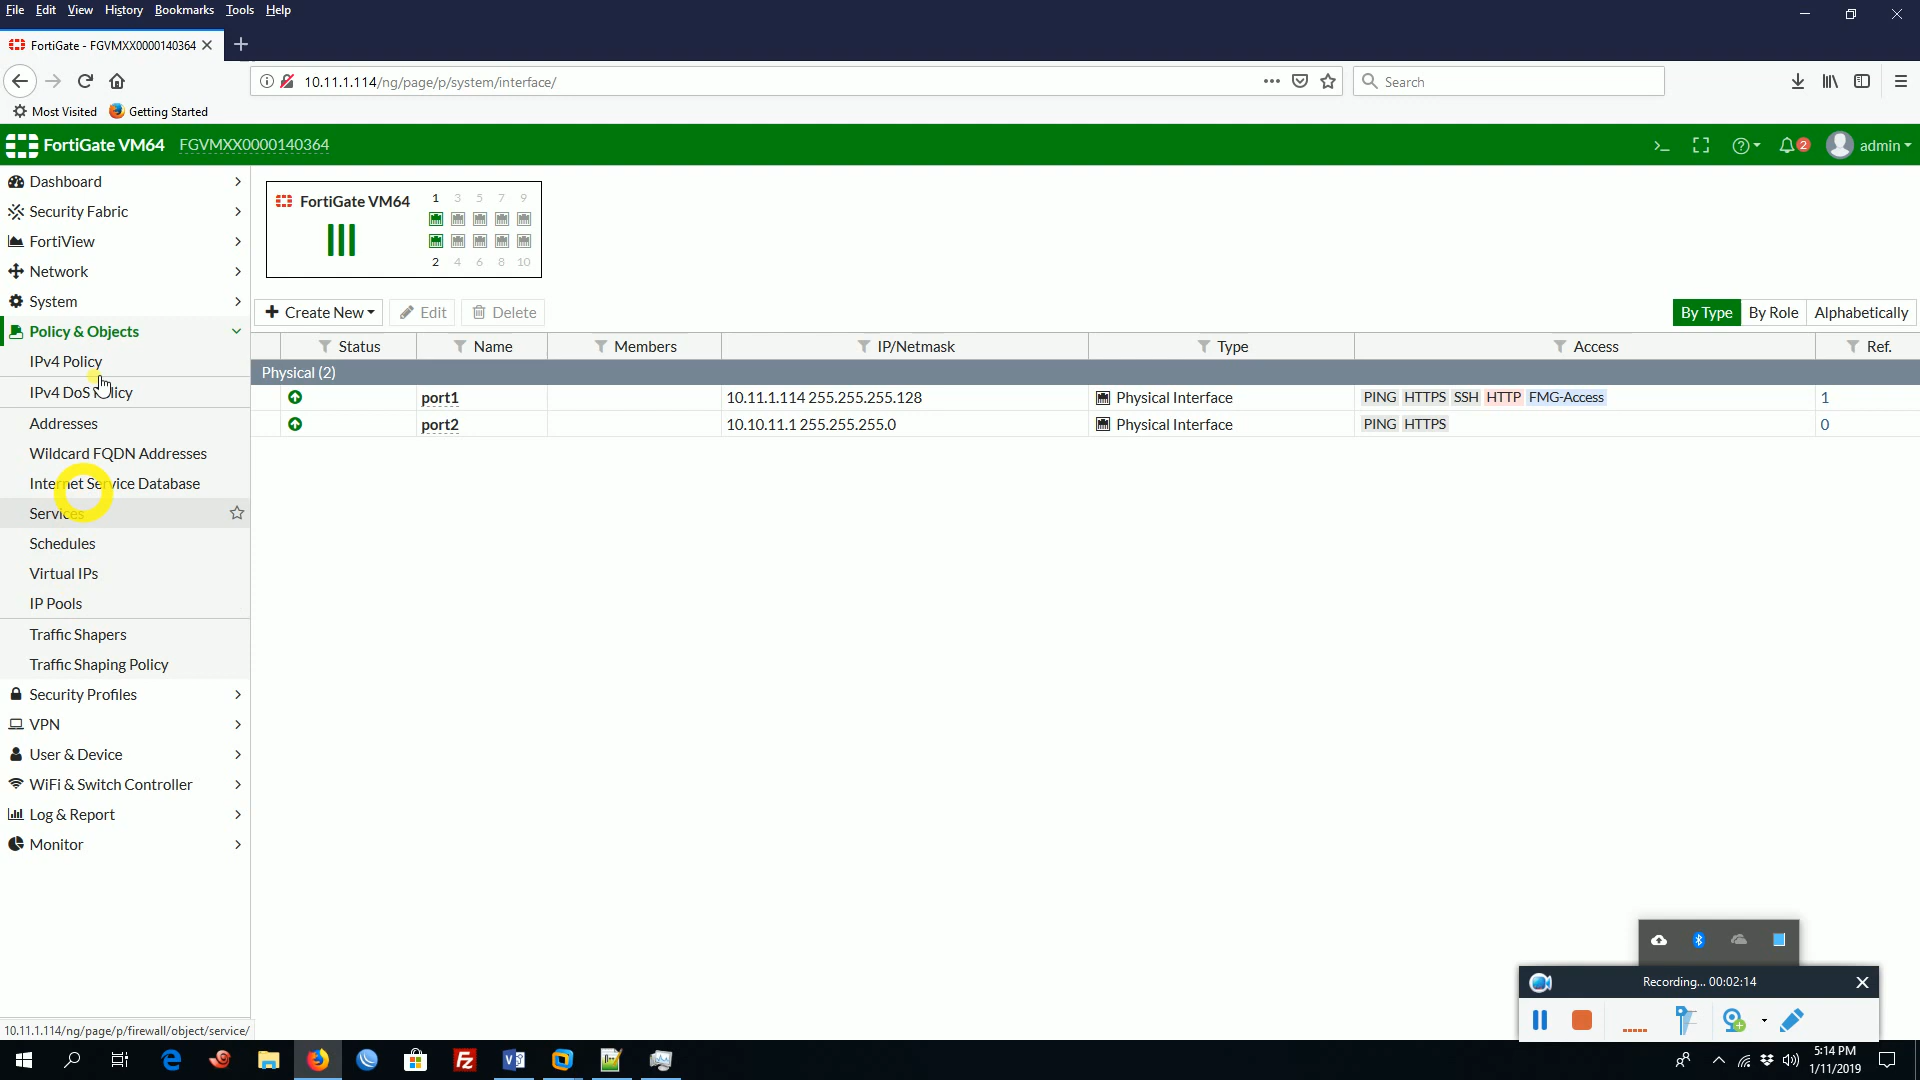 File Edit View History Bookmarks Tools Help
FortiGate - FGVMXX0000140364
10.11.1.114/ng/page/p/system/interface/
Search
Most Visited Getting Started
FortiGate VM64 FGVMXX0000140364
2 admin
Dashboard
Security Fabric
FortiView
Network
System
Policy & Objects
IPv4 Policy
IPv4 DoS Policy
Addresses
Wildcard FQDN Addresses
Internet Service Database
Services
Schedules
Virtual IPs
IP Pools
Traffic Shapers
Traffic Shaping Policy
Security Profiles
VPN
User & Device
WiFi & Switch Controller
Log & Report
Monitor
FortiGate VM64
1 3 5 7 9
2 4 6 8 10
Create New Edit Delete
By Type By Role Alphabetically
Status Name Members IP/Netmask Type Access Ref.
Physical (2)
port1 10.11.1.114 255.255.255.128 Physical Interface PING HTTPS SSH HTTP FMG-Access 1
port2 10.10.11.1 255.255.255.0 Physical Interface PING HTTPS 0
10.11.1.114/ng/page/p/firewall/object/service/
Recording... 00:02:14
5:14 PM
1/11/2019